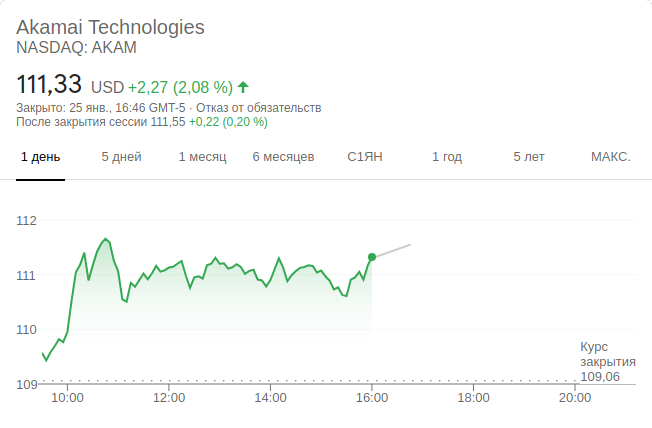 Akamai Technologies
NASDAQ: AKAM
111,33 USD +2,27 (2,08 %)
Закрыто: 25 янв., 16:46 GMT-5 · Отказ от обязательств
После закрытия сессии 111,55 +0,22 (0,20 %)
1 день 5 дней 1 месяц 6 месяцев С1ЯН 1 год 5 лет МАКС.
112
111
110
Курс
закрытия
109,06
109
10:00 12:00 14:00 16:00 18:00 20:00